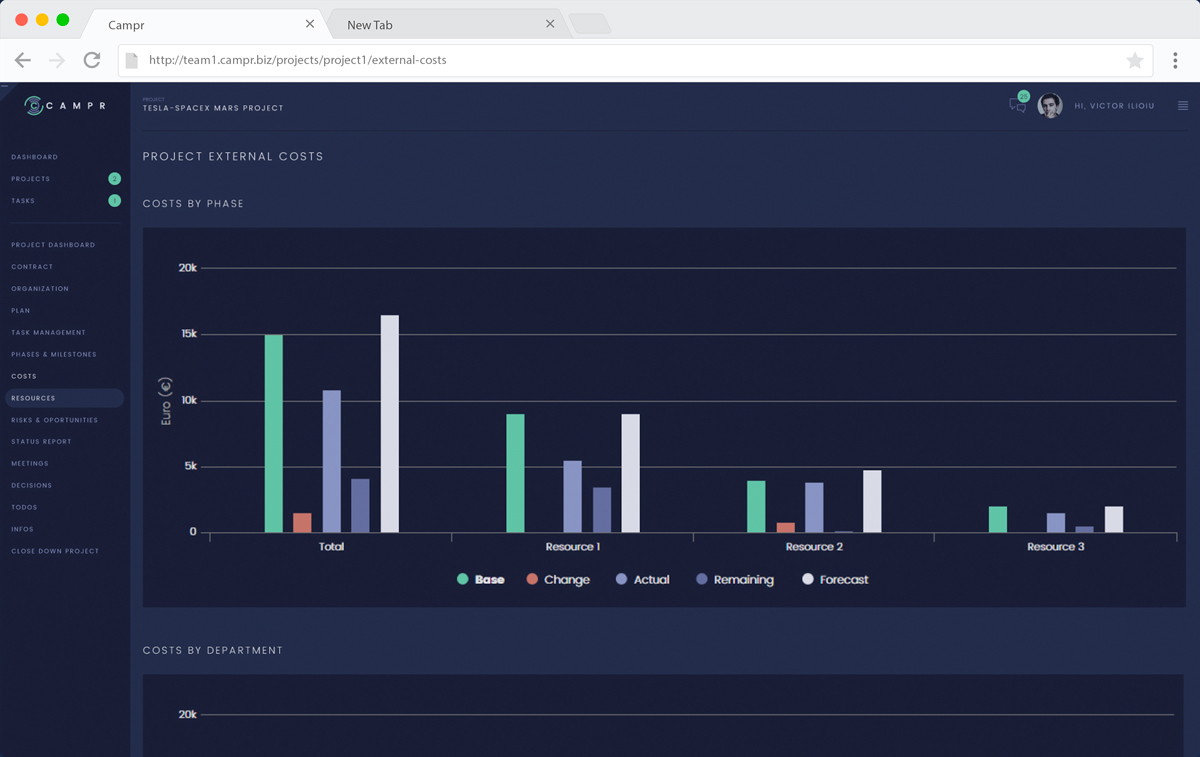 Campr
New Tab
http://team1.campr.biz/projects/project1/external-costs
C CAMPR
PROJECT
TESLA-SPACEX MARS PROJECT
25
HI, VICTOR ILIOIU
DASHBOARD
PROJECTS 2
TASKS 1
PROJECT DASHBOARD
CONTRACT
ORGANIZATION
PLAN
TASK MANAGEMENT
PHASES & MILESTONES
COSTS
RESOURCES
RISKS & OPORTUNITIES
STATUS REPORT
MEETINGS
DECISIONS
TODOS
INFOS
CLOSE DOWN PROJECT
PROJECT EXTERNAL COSTS
COSTS BY PHASE
Euro (€)
20k
15k
10k
5k
0
Total Resource 1 Resource 2 Resource 3
Base Change Actual Remaining Forecast
COSTS BY DEPARTMENT
20k